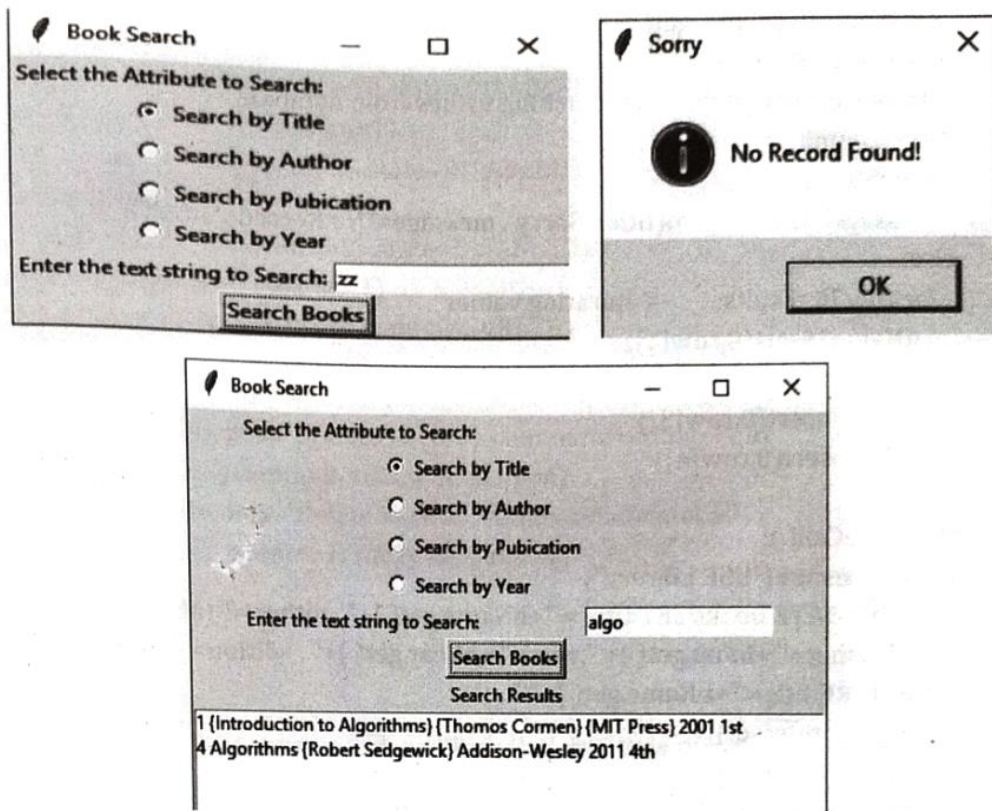 Book Search
Select the Attribute to Search:
Search by Title
Search by Author
Search by Pubication
Search by Year
Enter the text string to Search: zz
Search Books
Sorry
No Record Found!
OK
Book Search
Select the Attribute to Search:
Search by Title
Search by Author
Search by Pubication
Search by Year
Enter the text string to Search: algo
Search Books
Search Results
1 {Introduction to Algorithms} {Thomos Cormen} {MIT Press} 2001 1st
4 Algorithms {Robert Sedgewick} Addison-Wesley 2011 4th